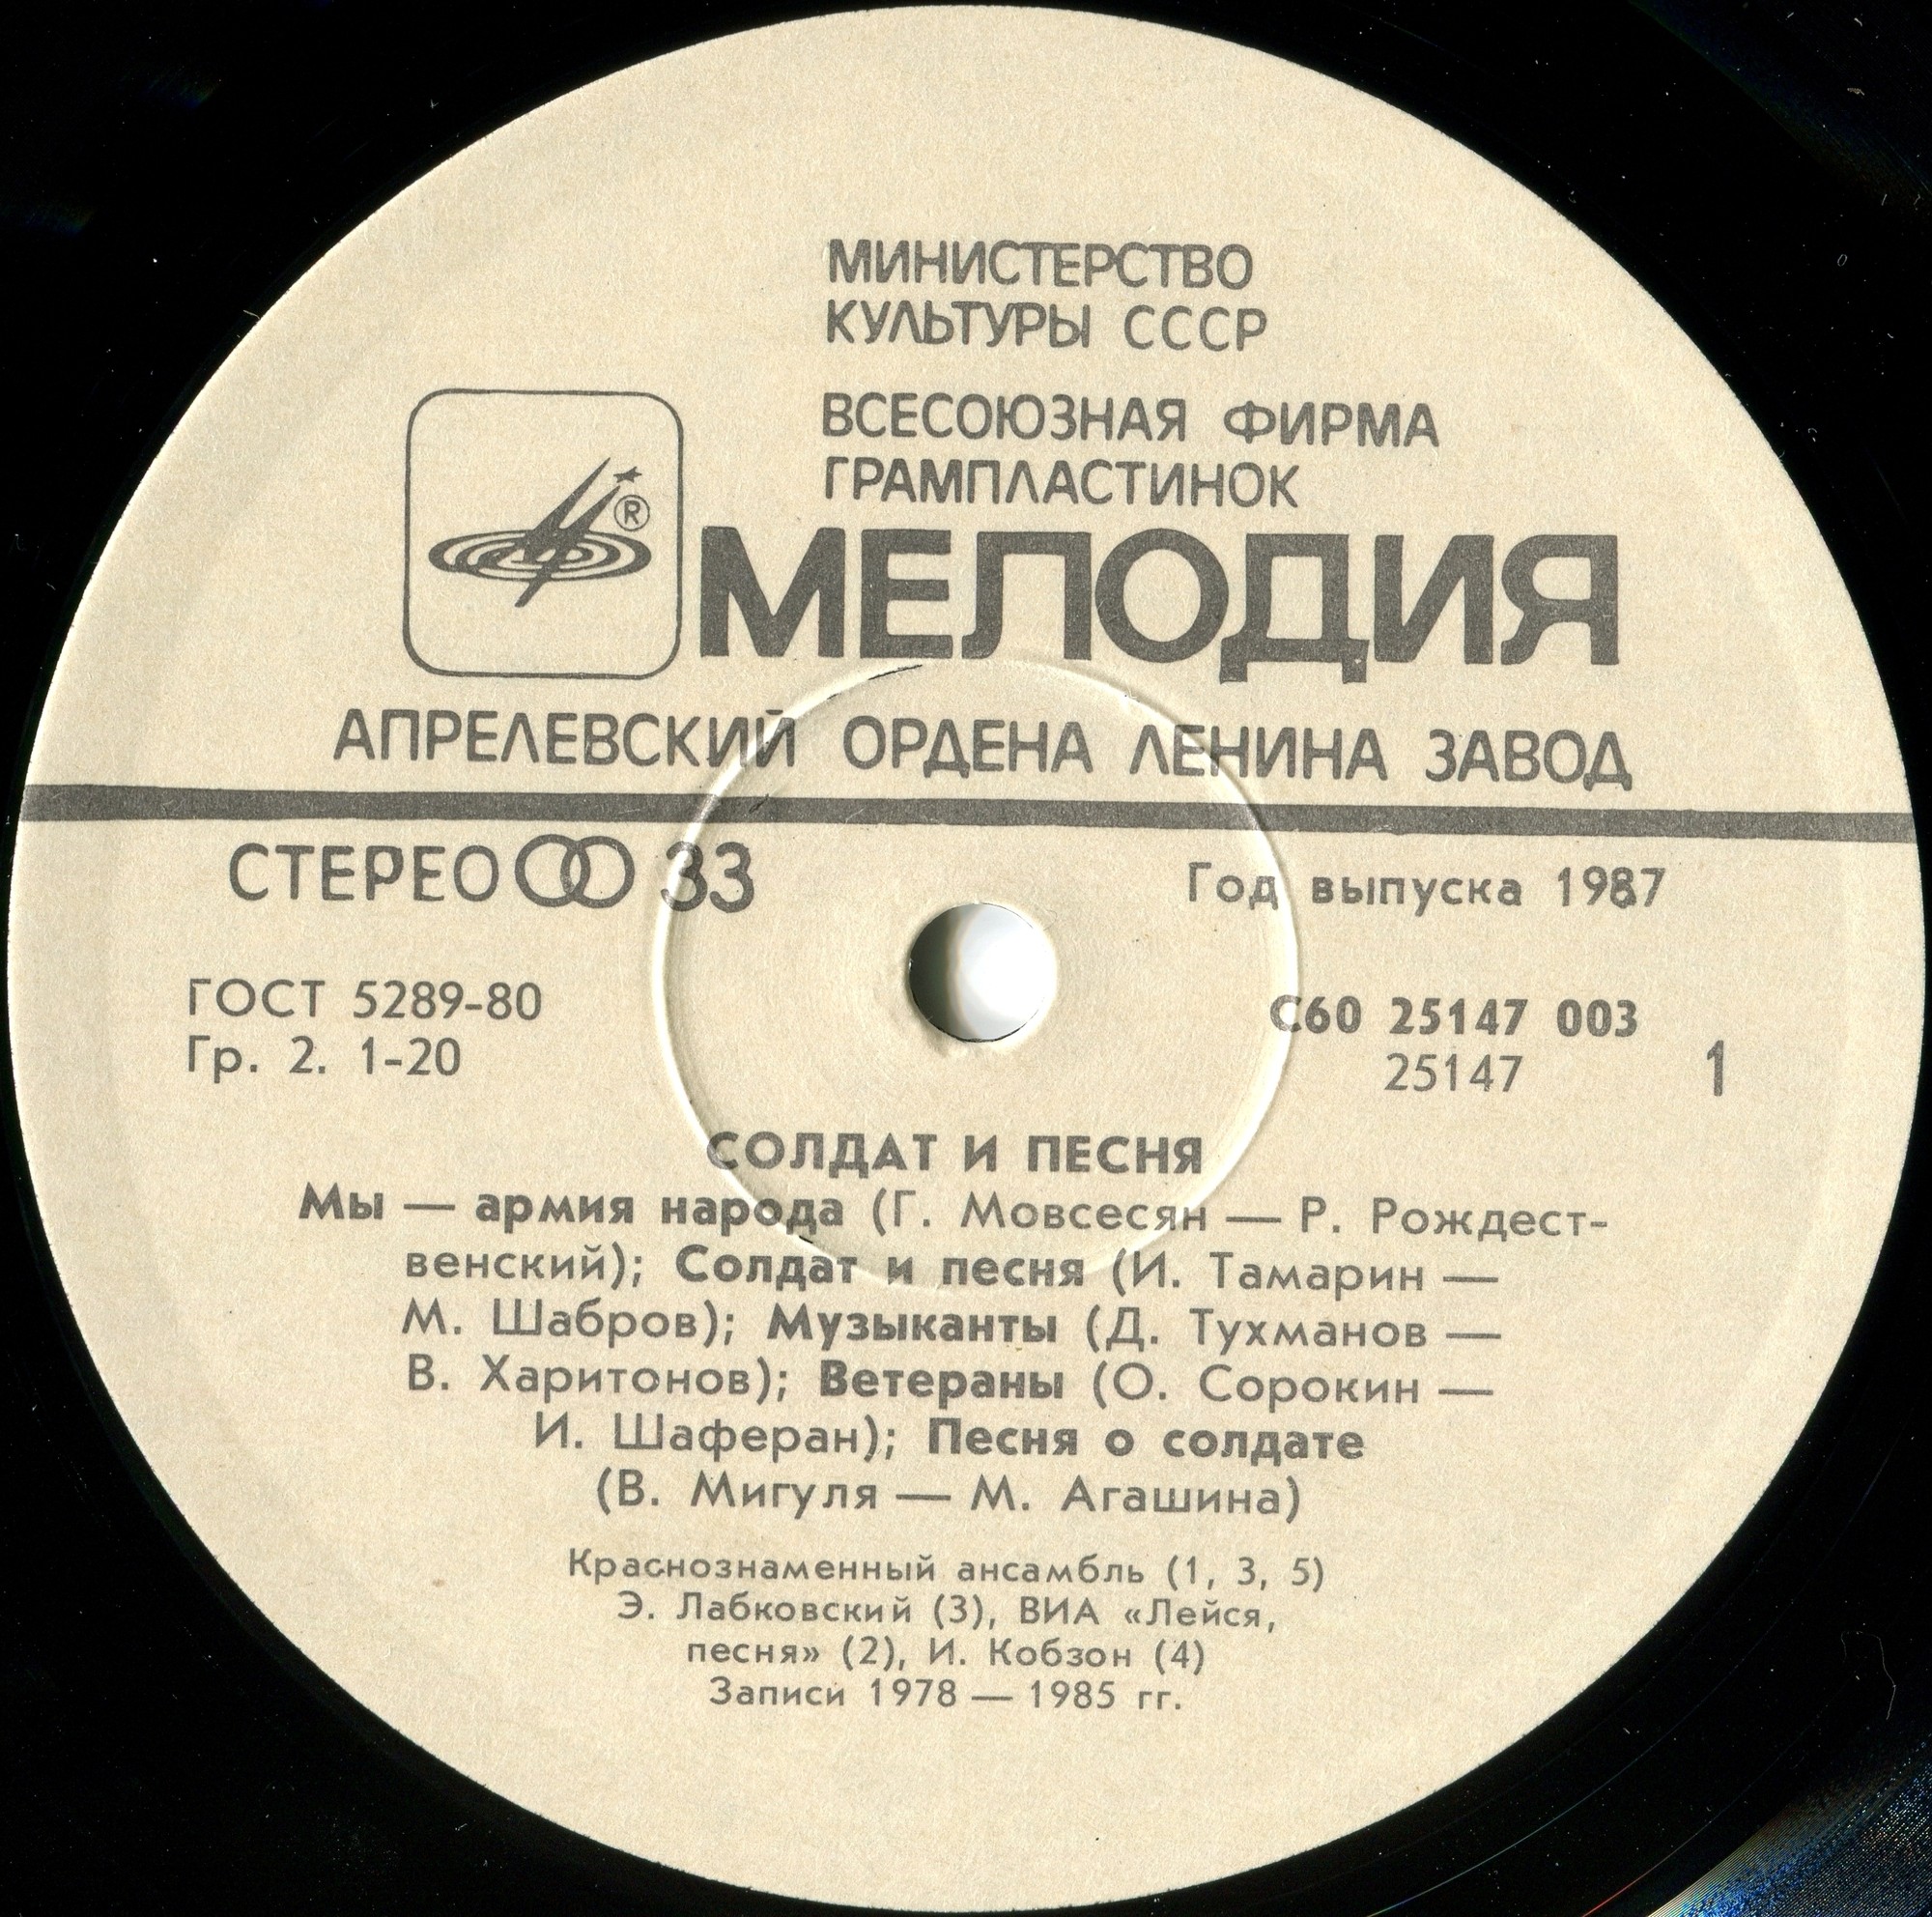 МИНИСТЕРСТВО
КУЛЬТУРЫ СССР
ВСЕСОЮЗНАЯ ФИРМА
ГРАМПЛАСТИНОК
®
МЕЛОДИЯ
АПРЕЛЕВСКИЙ ОРДЕНА ЛЕНИНА ЗАВОД
СТЕРЕО 33
Год выпуска 1987
ГОСТ 5289-80
Гр. 2. 1-20
С60 25147 003
25147
1
СОЛДАТ И ПЕСНЯ
Мы — армия народа (Г. Мовсесян — Р. Рождест-
венский); Солдат и песня (И. Тамарин —
М. Шабров); Музыканты (Д. Тухманов —
В. Харитонов); Ветераны (О. Сорокин —
И. Шаферан); Песня о солдате
(В. Мигуля — М. Агашина)
Краснознаменный ансамбль (1, 3, 5)
Э. Лабковский (3), ВИА «Лейся,
песня» (2), И. Кобзон (4)
Записи 1978 — 1985 гг.